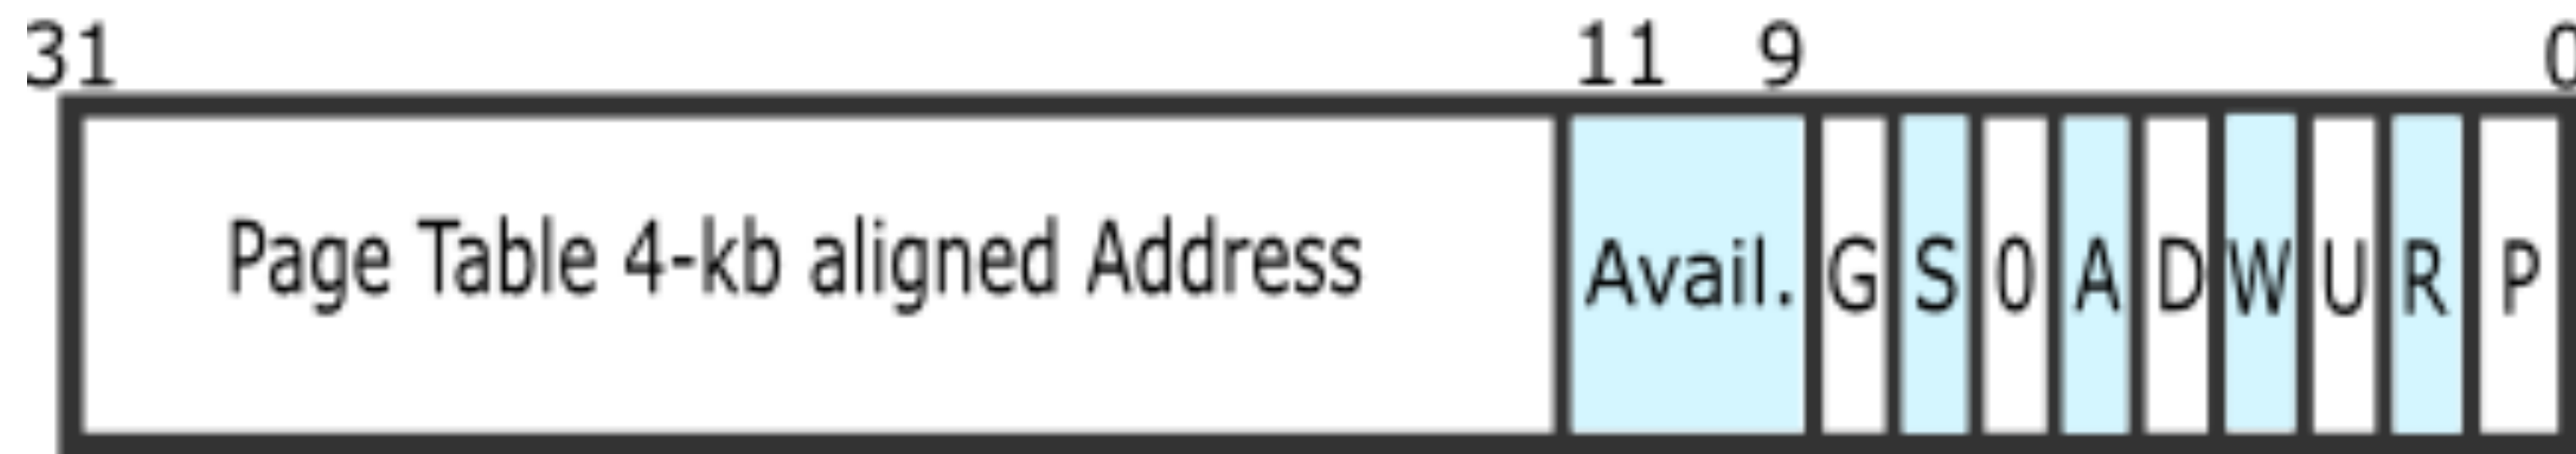 31 11 9 0
Page Table 4-kb aligned Address Avail. G S 0 A D W U R P